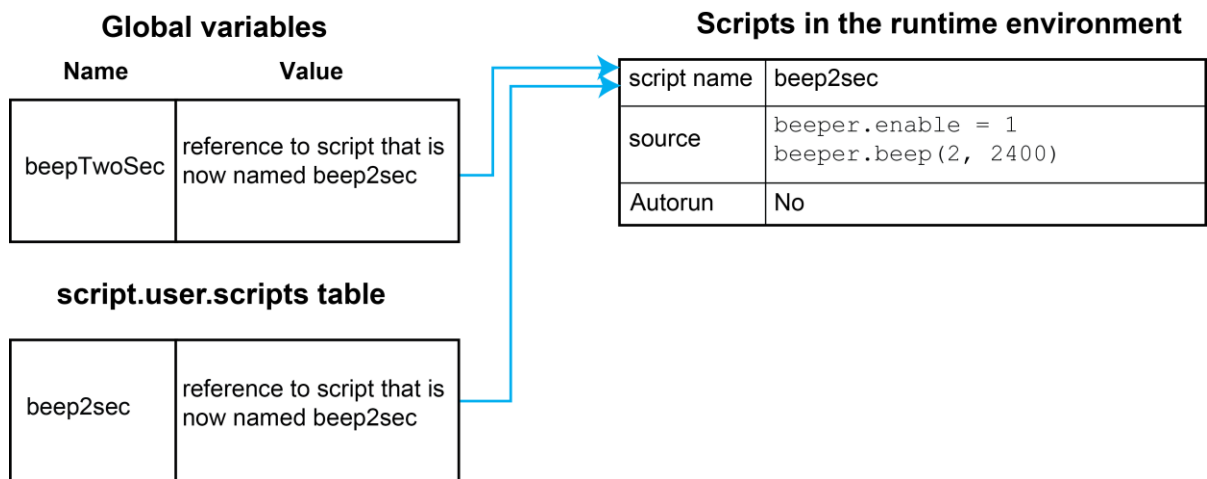 Global variables
Name Value
beepTwoSec
reference to script that is
now named beep2sec
script.user.scripts table
beep2sec
reference to script that is
now named beep2sec
Scripts in the runtime environment
script name beep2sec
source
beeper.enable = 1
beeper.beep(2, 2400)
Autorun No